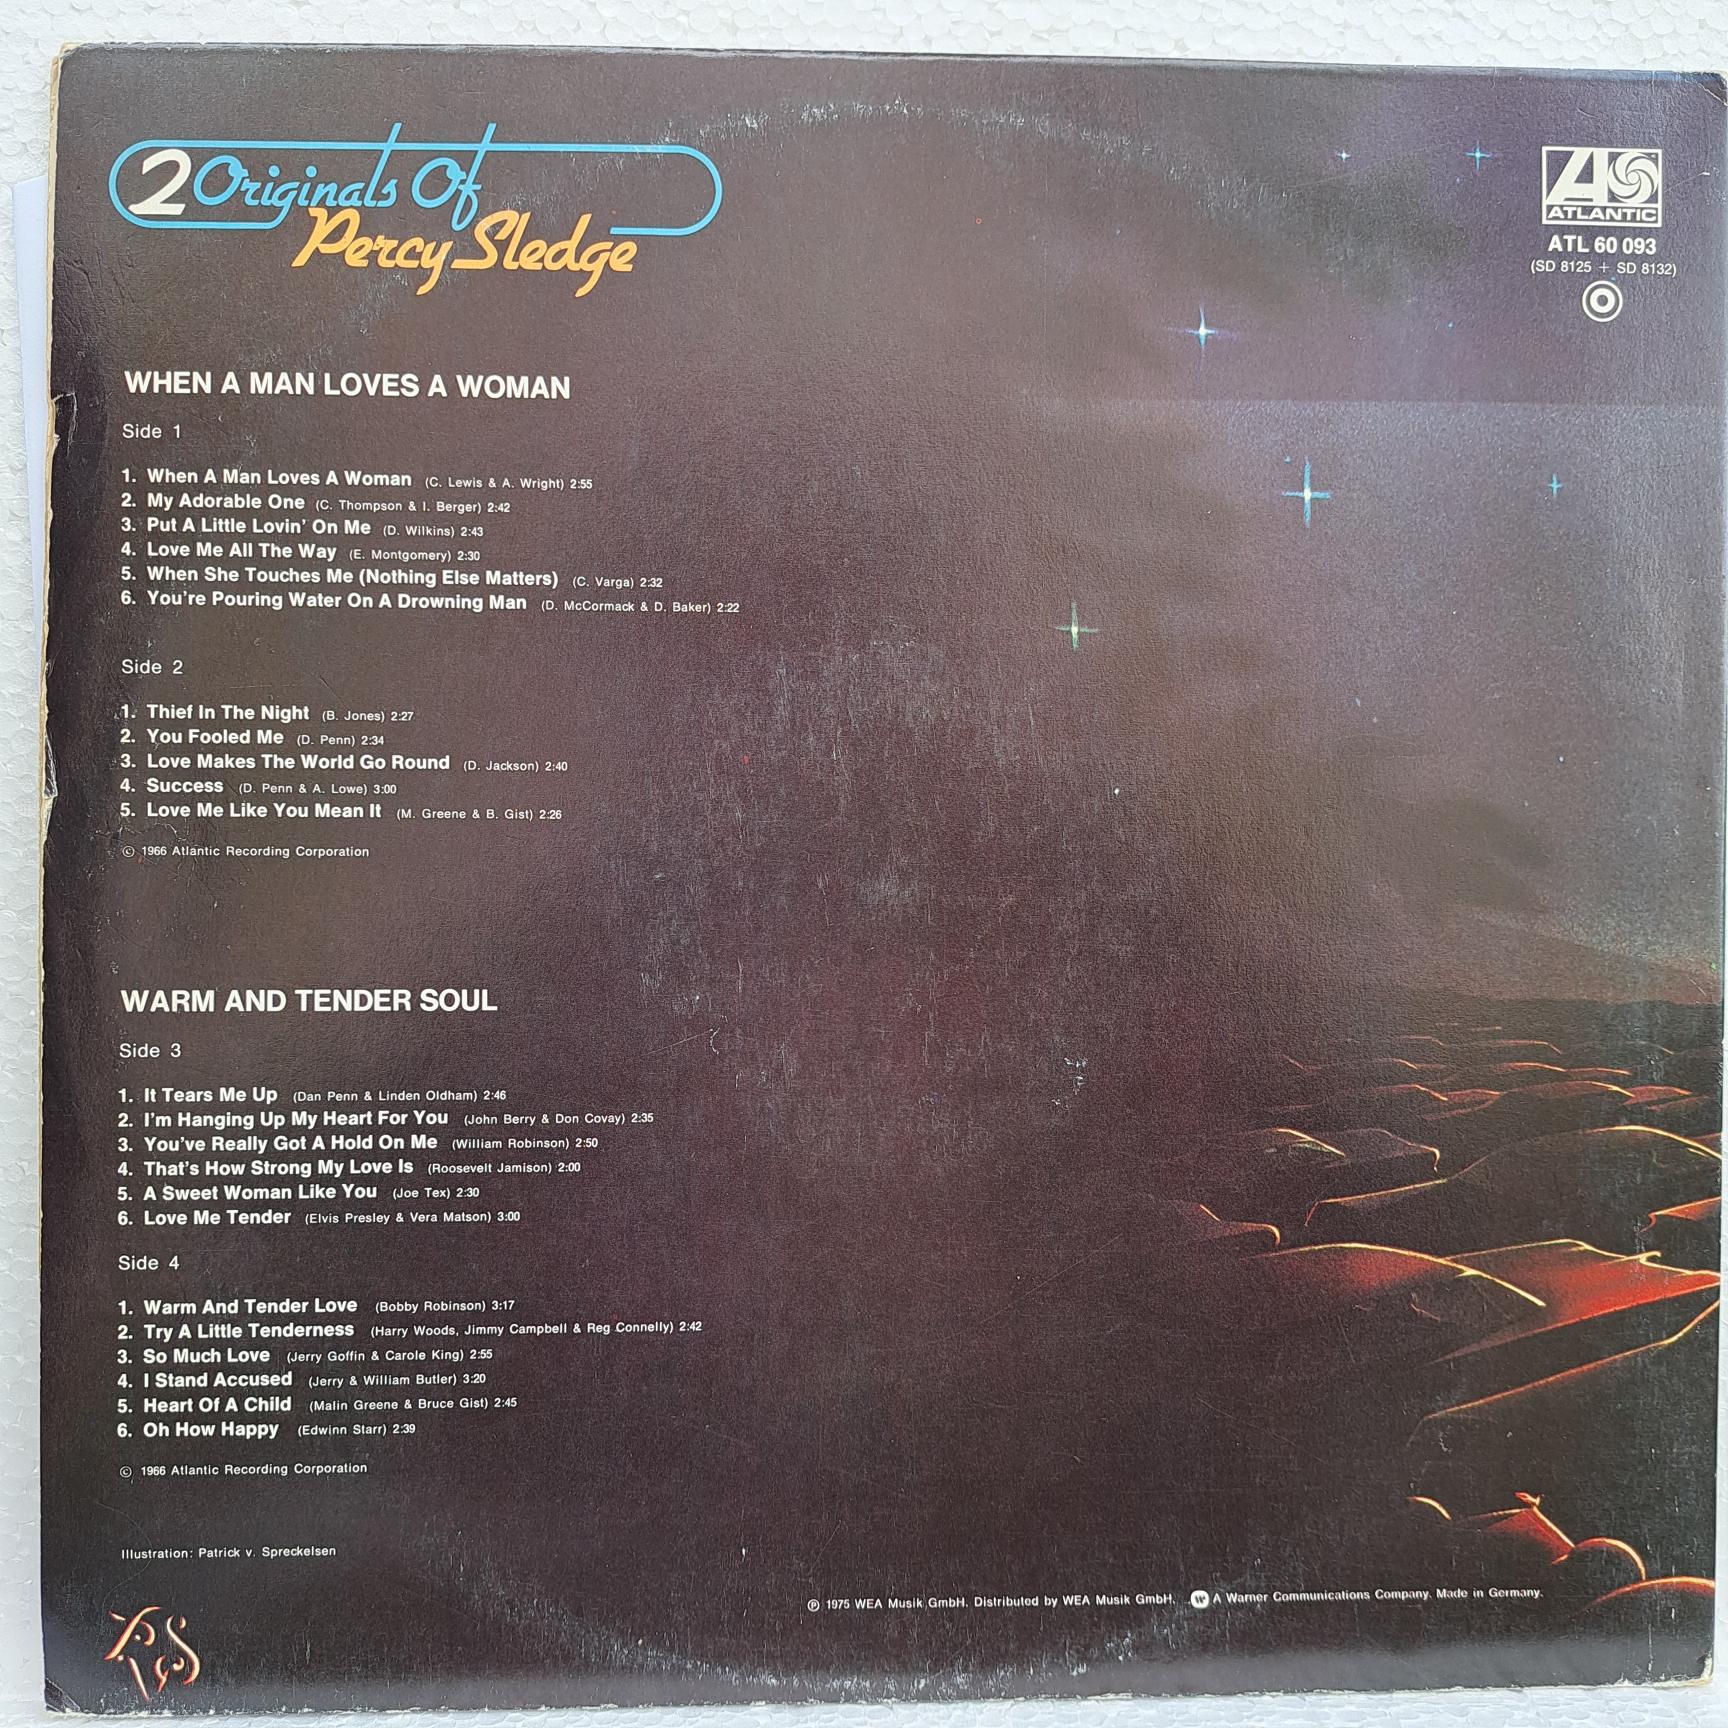 2 Originals Of
Percy Sledge
ATLANTIC
ATL 60 093
(SD 8125 + SD 8132)
WHEN A MAN LOVES A WOMAN
Side 1
1. When A Man Loves A Woman (C. Lewis & A. Wright) 2:55
2. My Adorable One (C. Thompson & I. Berger) 2:42
3. Put A Little Lovin' On Me (D. Wilkins) 2:43
4. Love Me All The Way (E. Montgomery) 2:30
5. When She Touches Me (Nothing Else Matters) (C. Varga) 2:32
6. You're Pouring Water On A Drowning Man (D. McCormack & D. Baker) 2:22
Side 2
1. Thief In The Night (B. Jones) 2:27
2. You Fooled Me (D. Penn) 2:34
3. Love Makes The World Go Round (D. Jackson) 2:40
4. Success (D. Penn & A. Lowe) 3:00
5. Love Me Like You Mean It (M. Greene & B. Gist) 2:26
© 1966 Atlantic Recording Corporation
WARM AND TENDER SOUL
Side 3
1. It Tears Me Up (Dan Penn & Linden Oldham) 2:46
2. I'm Hanging Up My Heart For You (John Berry & Don Covay) 2:35
3. You've Really Got A Hold On Me (William Robinson) 2:50
4. That's How Strong My Love Is (Roosevelt Jamison) 2:00
5. A Sweet Woman Like You (Joe Tex) 2:30
6. Love Me Tender (Elvis Presley & Vera Matson) 3:00
Side 4
1. Warm And Tender Love (Bobby Robinson) 3:17
2. Try A Little Tenderness (Harry Woods, Jimmy Campbell & Reg Connelly) 2:42
3. So Much Love (Jerry Goffin & Carole King) 2:55
4. I Stand Accused (Jerry & William Butler) 3:20
5. Heart Of A Child (Malin Greene & Bruce Gist) 2:45
6. Oh How Happy (Edwinn Starr) 2:39
© 1966 Atlantic Recording Corporation
Illustration: Patrick v. Spreckelsen
℗ 1975 WEA Musik GmbH. Distributed by WEA Musik GmbH. A Warner Communications Company. Made in Germany.